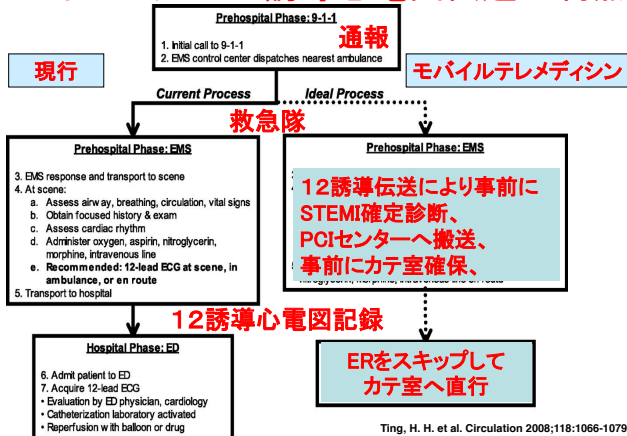 Prehospital Phase: 9-1-1
1. Initial call to 9-1-1
2. EMS control center dispatches nearest ambulance
通報
現行
モバイルテレメディシン
Current Process
Ideal Process
救急隊
Prehospital Phase: EMS
3. EMS response and transport to scene
4. At scene:
a. Assess airway, breathing, circulation, vital signs
b. Obtain focused history & exam
c. Assess cardiac rhythm
d. Administer oxygen, aspirin, nitroglycerin,
morphine, intravenous line
e. Recommended: 12-lead ECG at scene, in
ambulance, or en route
5. Transport to hospital
Prehospital Phase: EMS
12誘導伝送により事前に
STEMI確定診断、
PCIセンターへ搬送、
事前にカテ室確保、
12誘導心電図記録
Hospital Phase: ED
6. Admit patient to ED
7. Acquire 12-lead ECG
• Evaluation by ED physician, cardiology
• Catheterization laboratory activated
• Reperfusion with balloon or drug
ERをスキップして
カテ室へ直行
Ting, H. H. et al. Circulation 2008;118:1066-1079